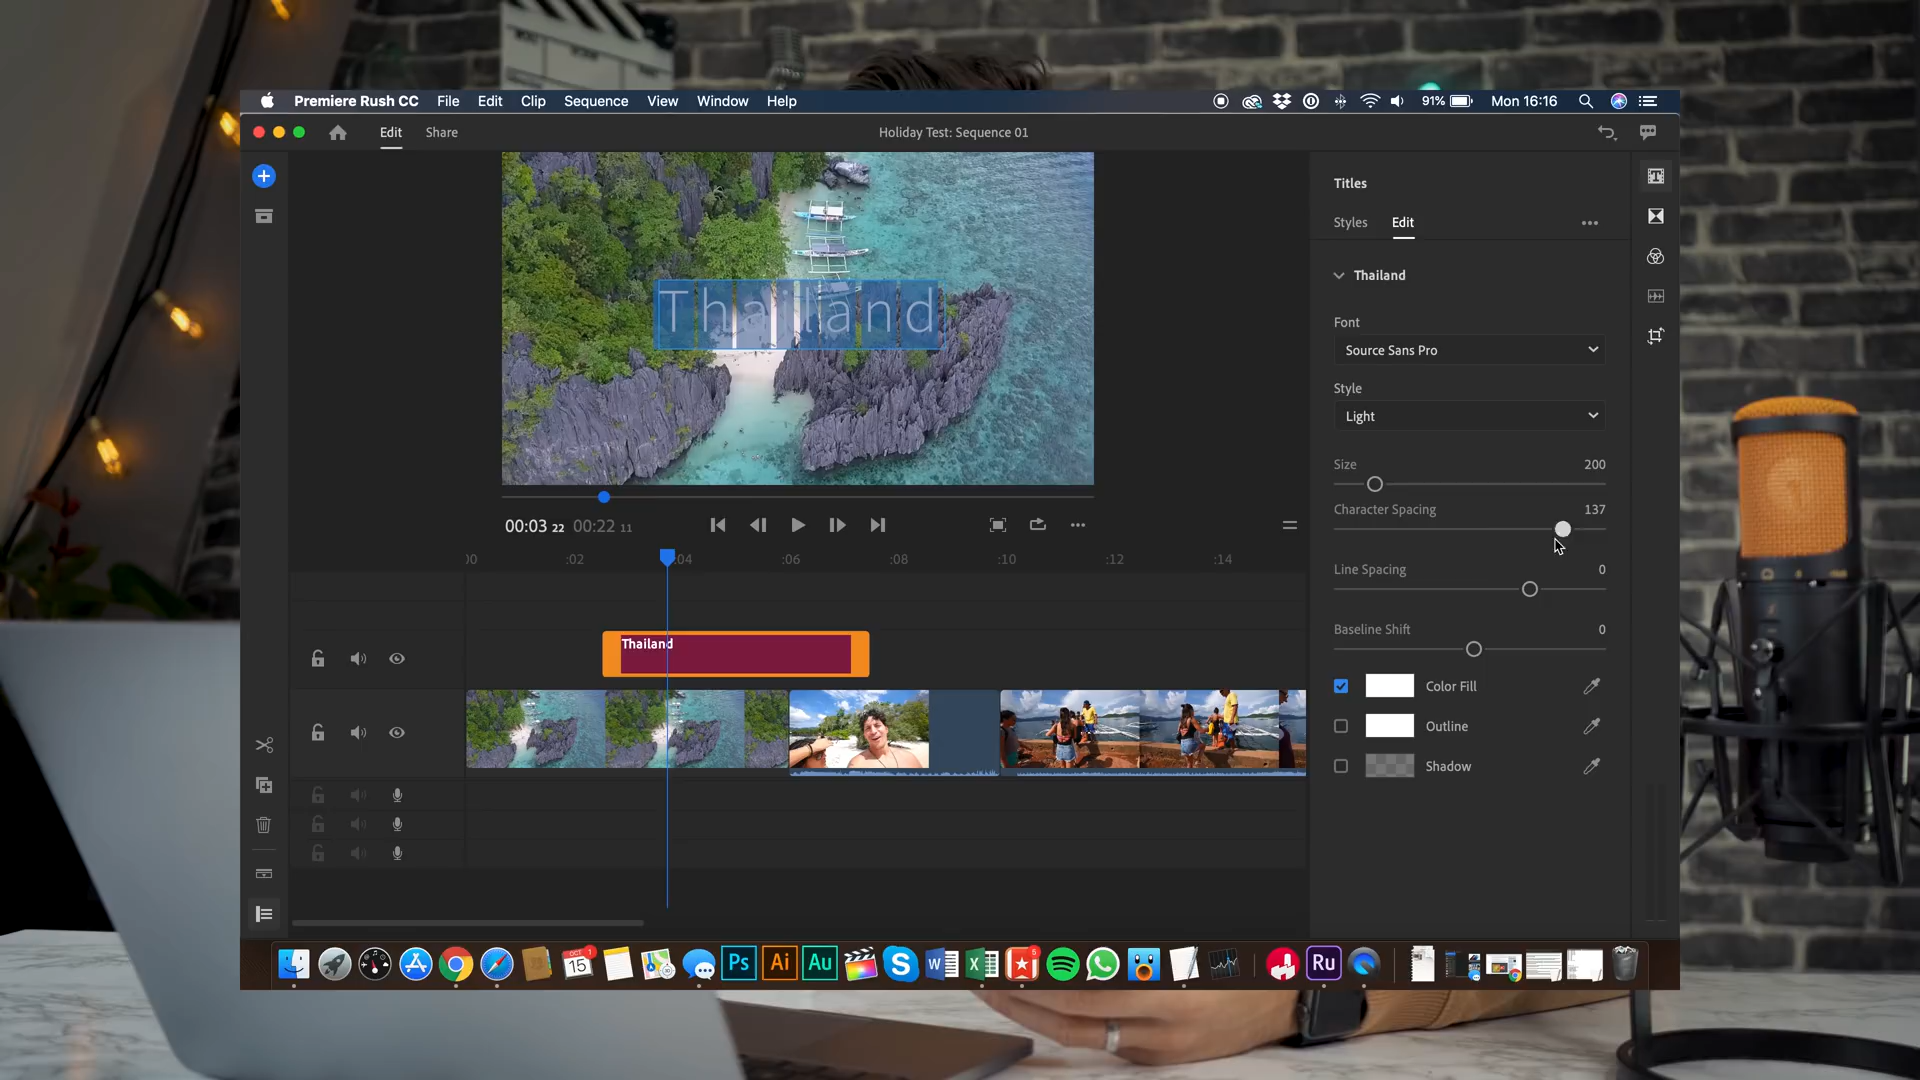 Premiere Rush CC File Edit Clip Sequence View Window Help 91% Mon 16:16
Edit Share Holiday Test: Sequence 01
Titles
Styles Edit
Thailand
Thailand
Font
Source Sans Pro
Style
Light
Size 200
Character Spacing 137
00:03 22 00:22 11
:02 :04 :06 :08 :10 :12 :14
Line Spacing 0
Baseline Shift 0
Thailand
Color Fill
Outline
Shadow
OCT
15
Ps Ai Au Ru